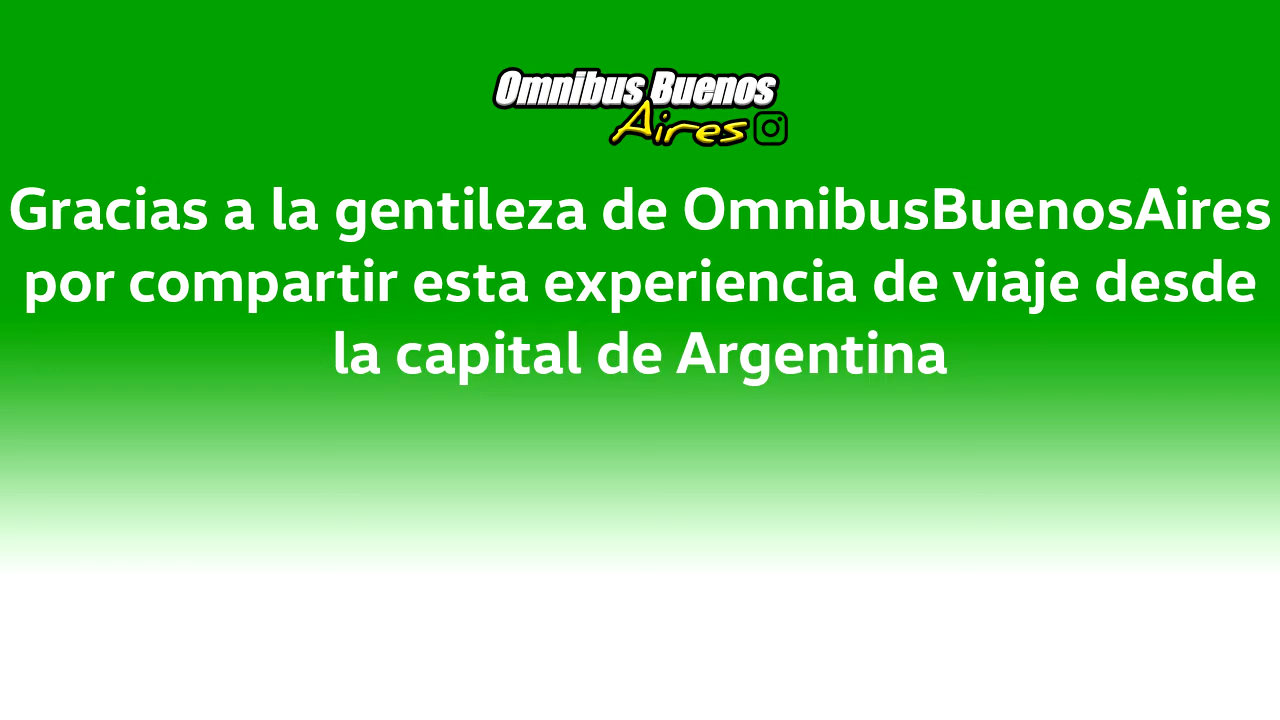 Omnibus Buenos
Aires
Gracias a la gentileza de OmnibusBuenosAires
por compartir esta experiencia de viaje desde
la capital de Argentina